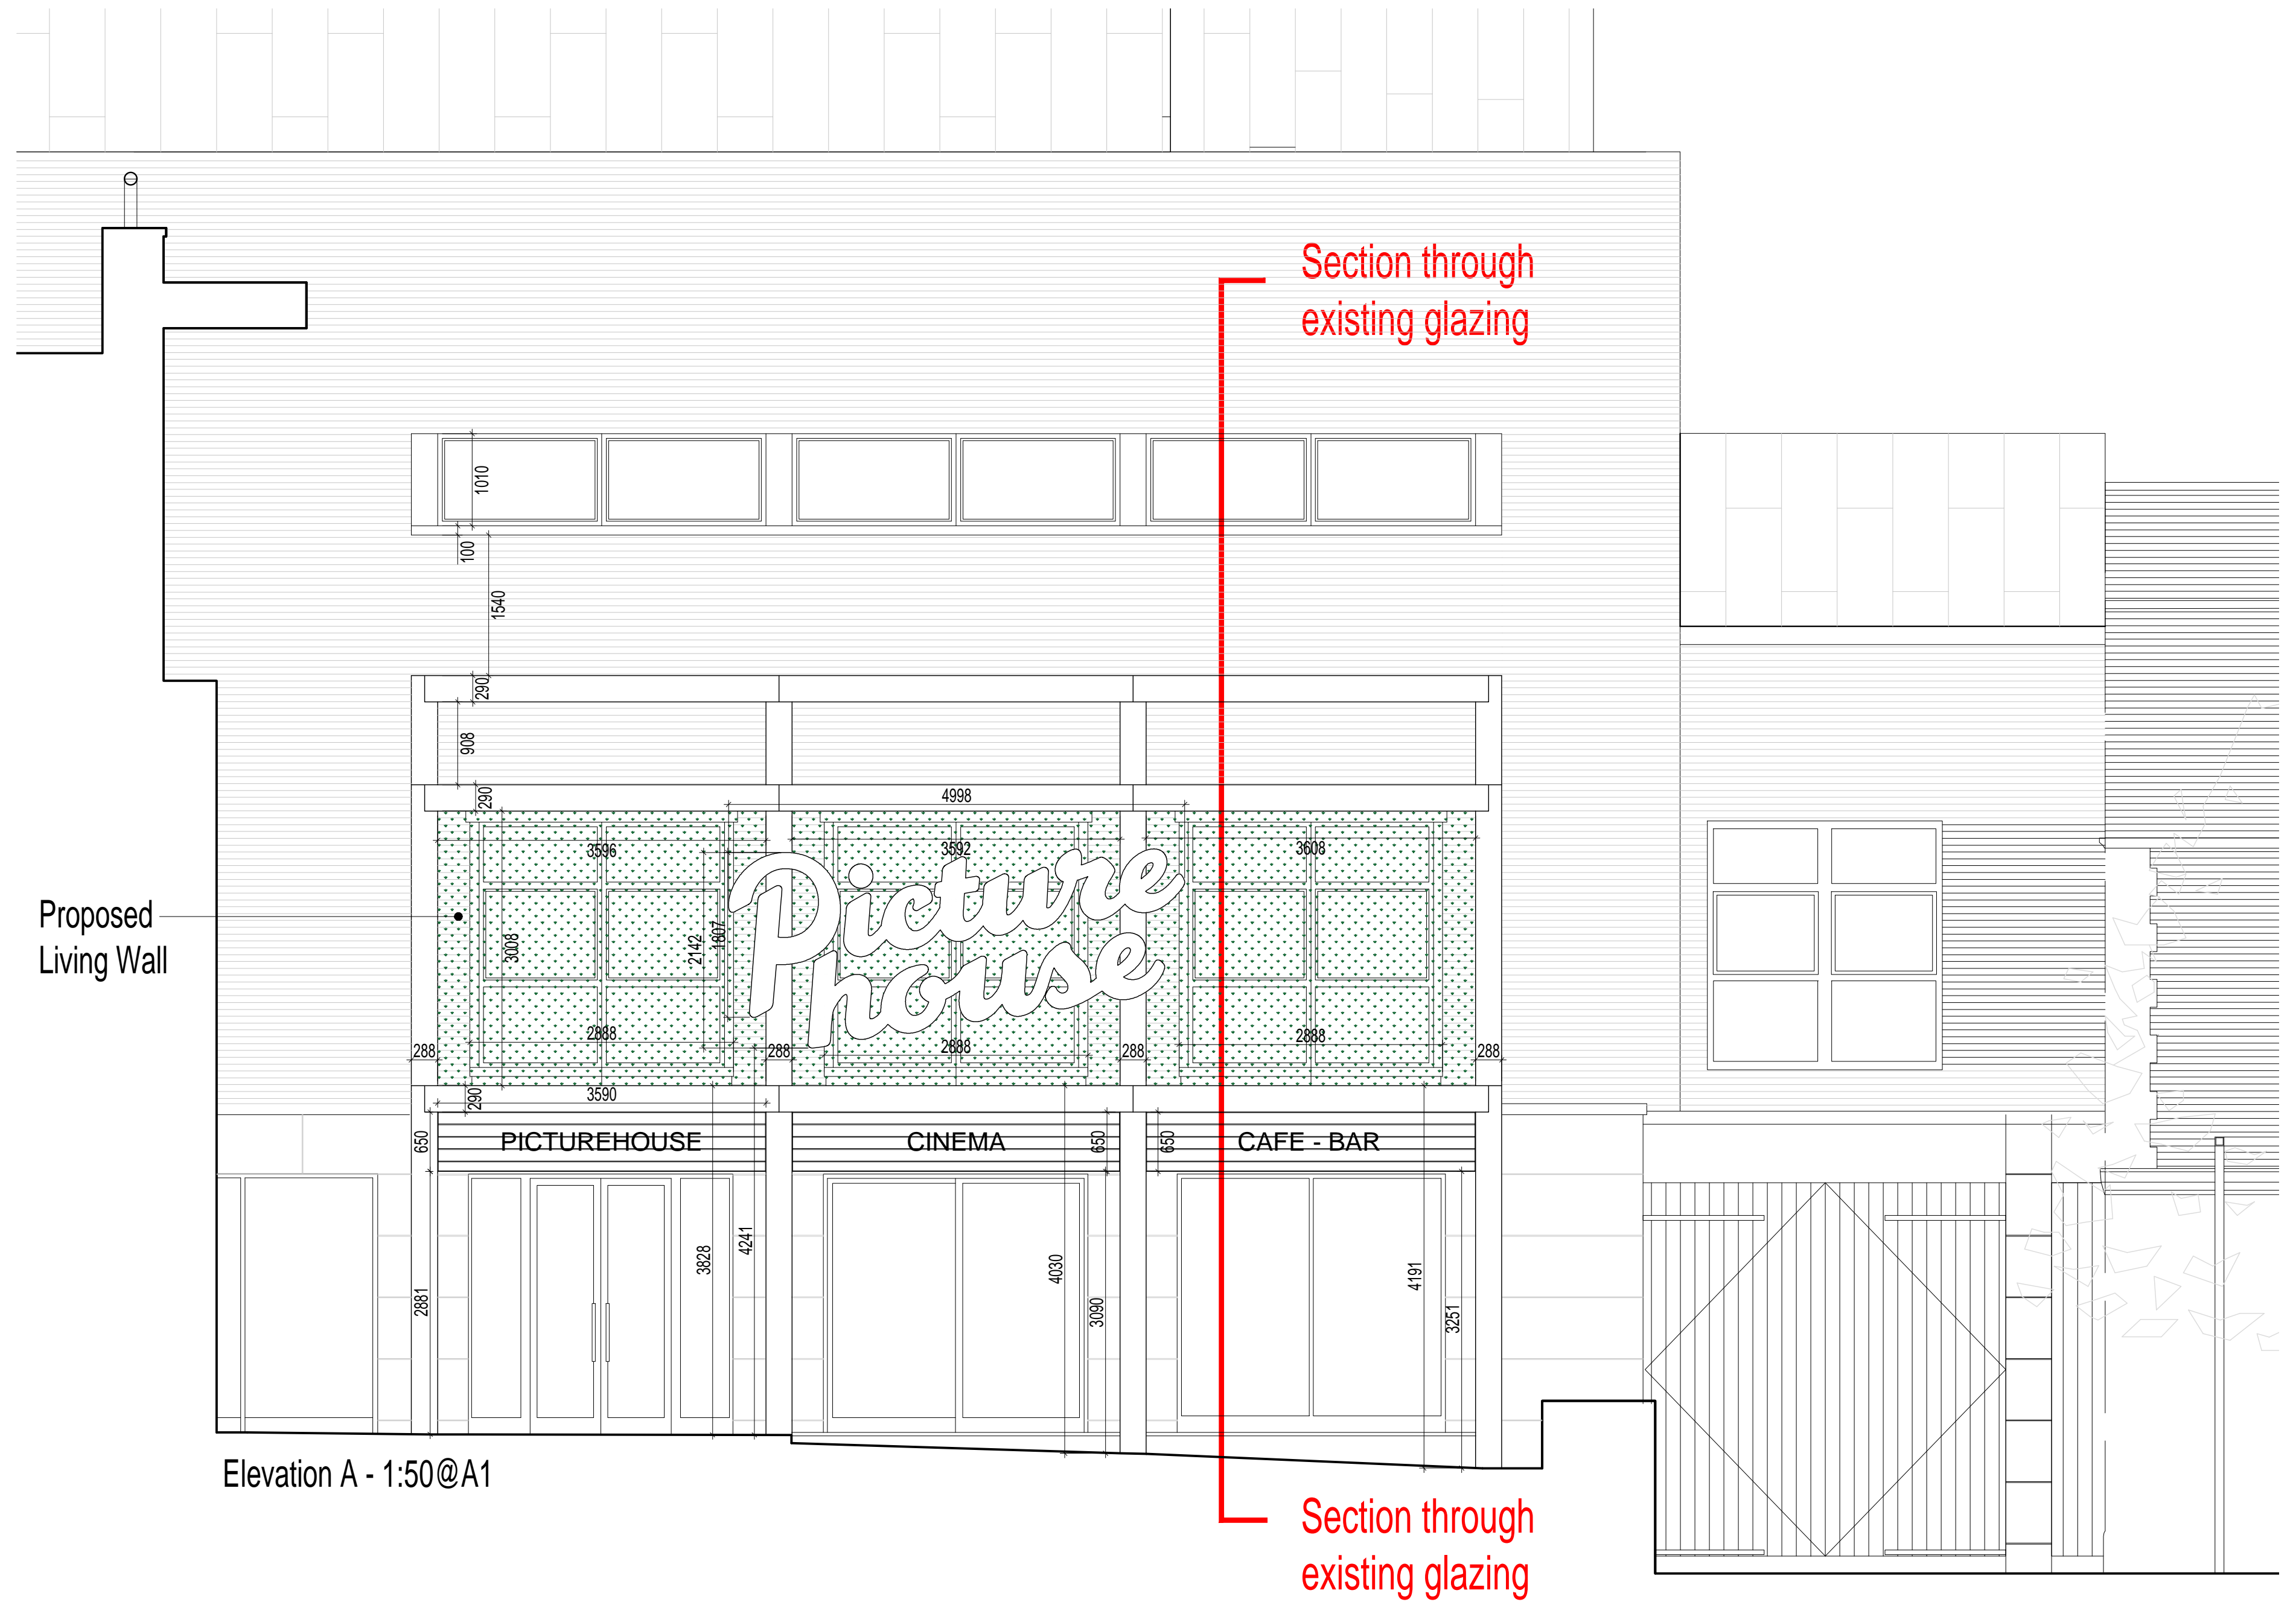 Section through
existing glazing
1010
100
1540
290
908
290
4998
3596
3592
3608
Picture
house
Proposed
Living Wall
3008
2142
1807
2888
2888
2888
288
288
288
288
290
3590
650
PICTUREHOUSE
CINEMA
650
650
CAFE - BAR
2881
3828
4241
4030
3090
4191
3251
Elevation A - 1:50@A1
Section through
existing glazing